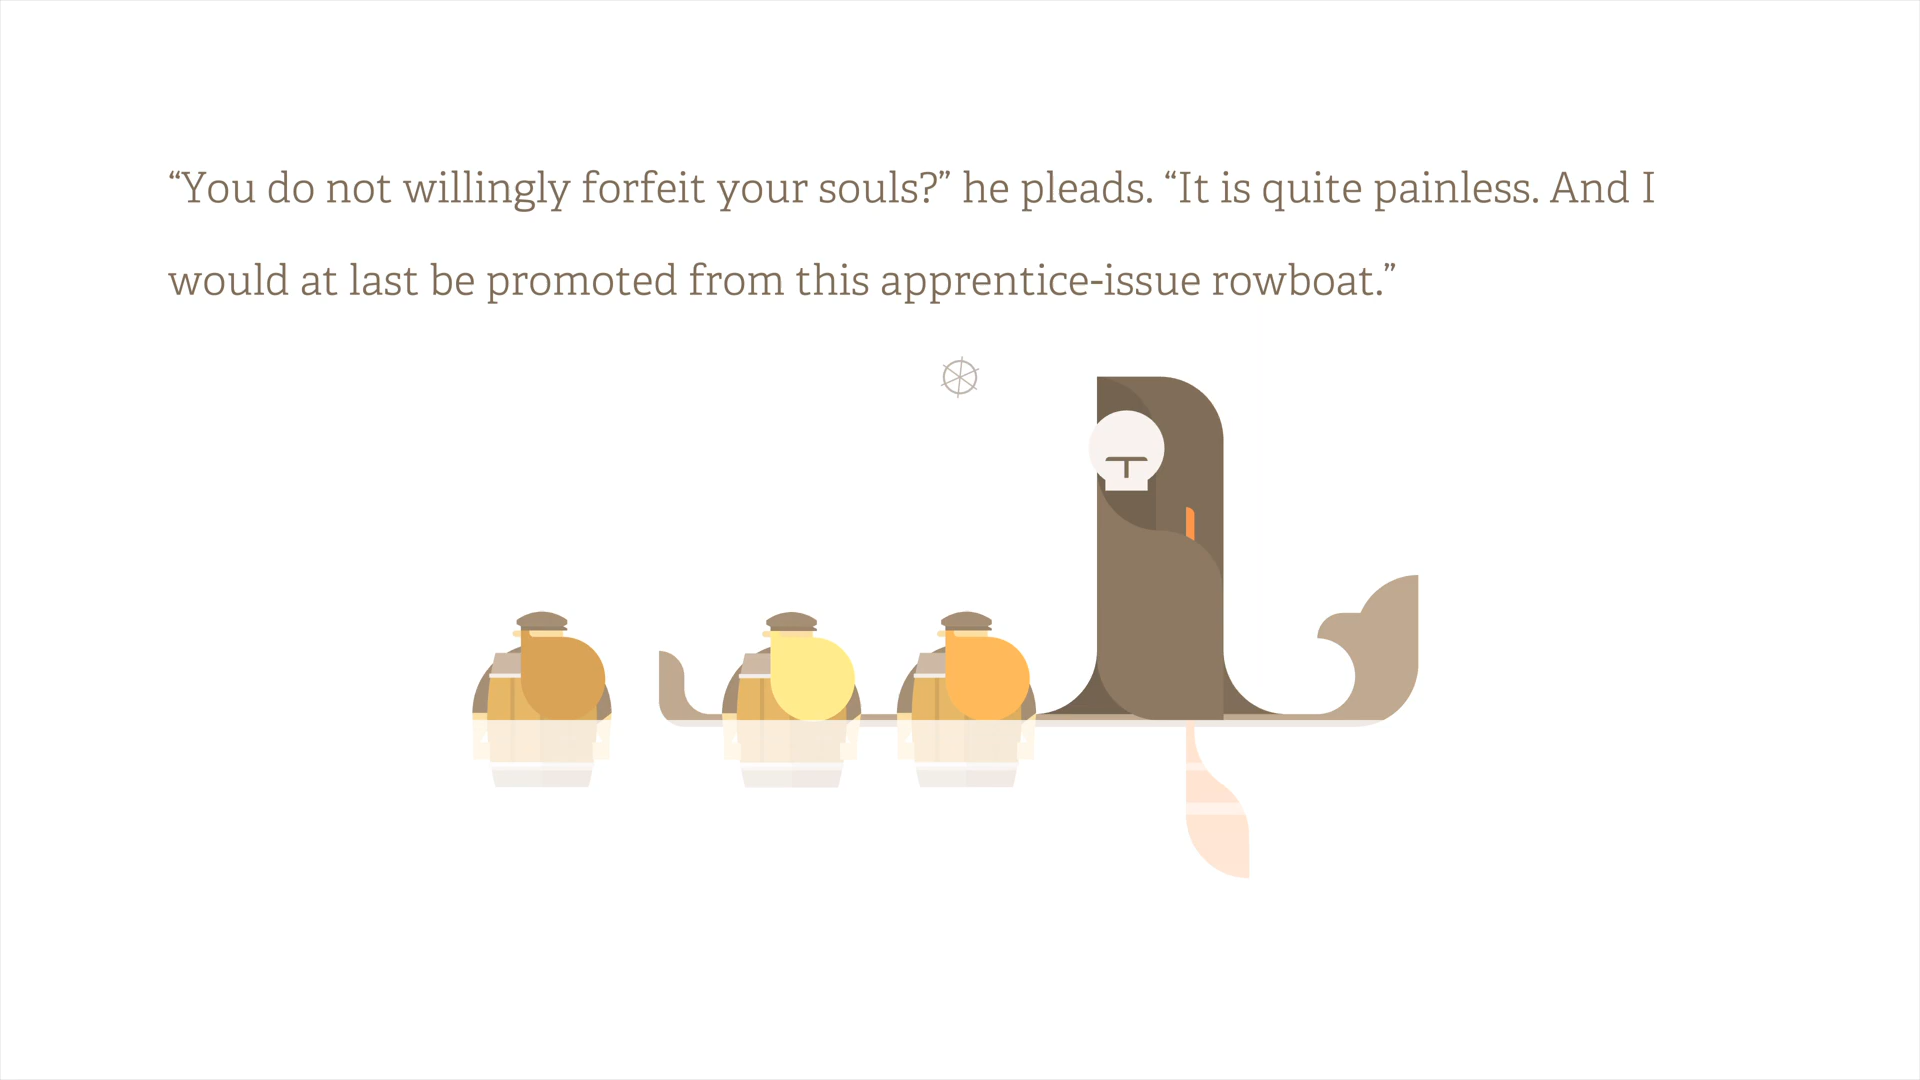 “You do not willingly forfeit your souls?” he pleads. “It is quite painless. And I
would at last be promoted from this apprentice-issue rowboat.”